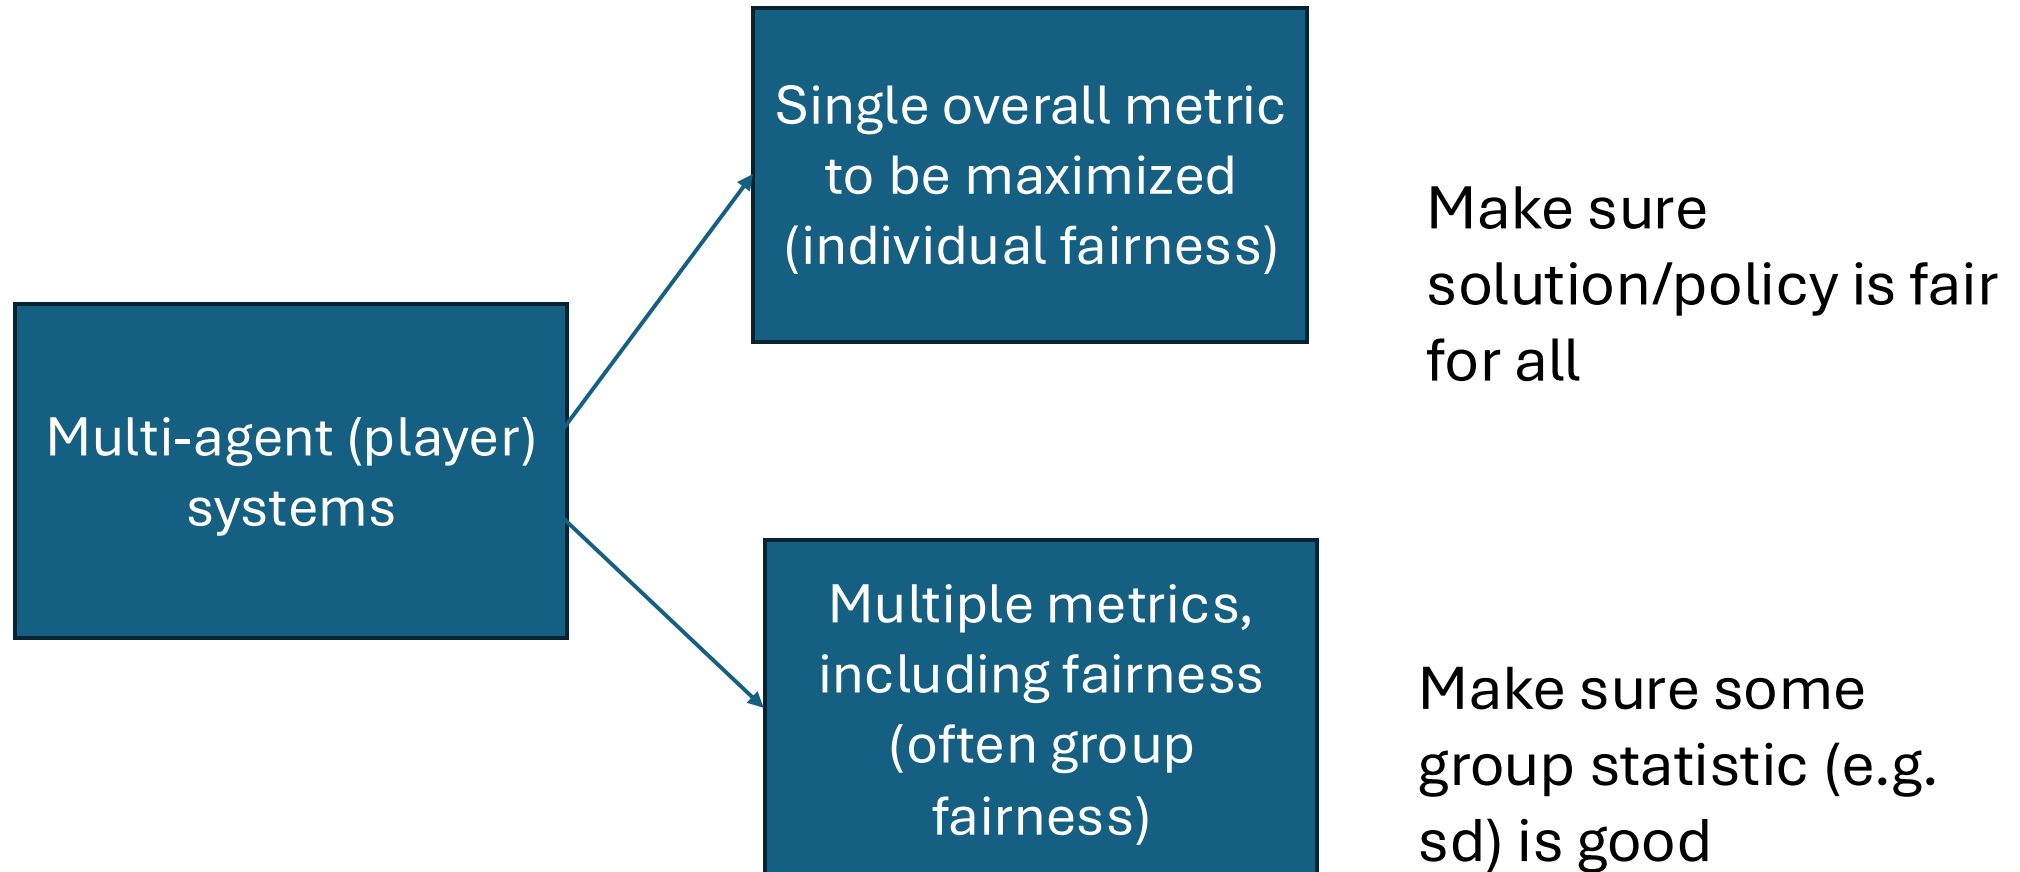 Single overall metric
to be maximized
(individual fairness)
Make sure
solution/policy is fair
for all
Multi-agent (player)
systems
Multiple metrics,
including fairness
(often group
fairness)
Make sure some
group statistic (e.g.
sd) is good